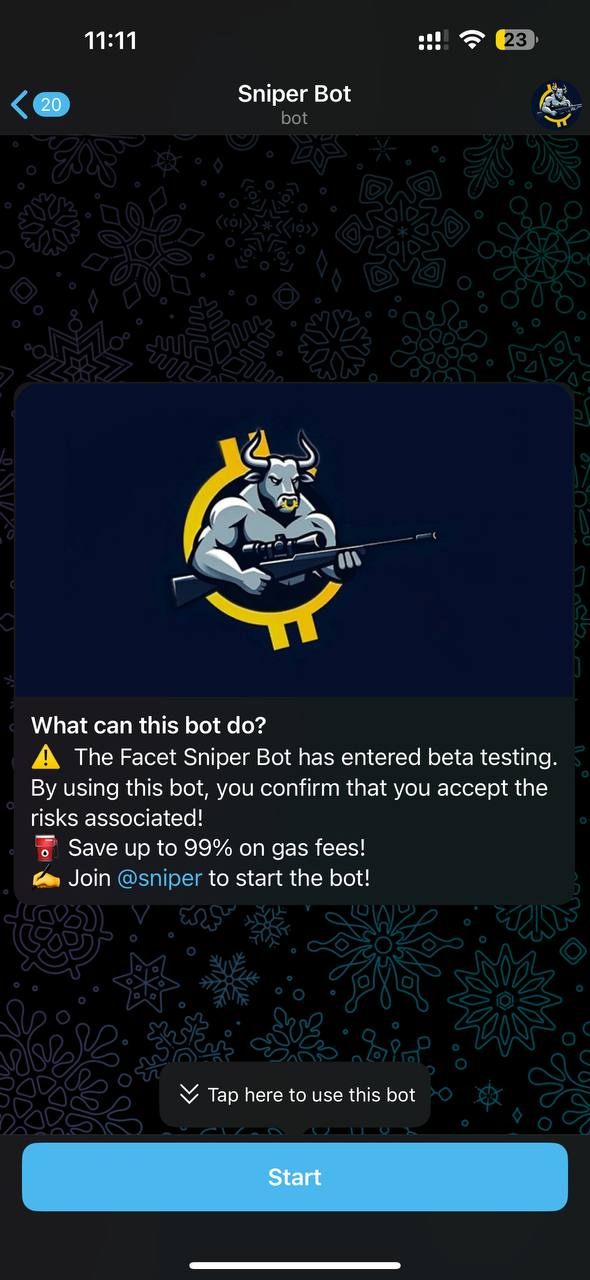 11:11
23
20
Sniper Bot
bot
What can this bot do?
⚠️ The Facet Sniper Bot has entered beta testing.
By using this bot, you confirm that you accept the
risks associated!
⛽ Save up to 99% on gas fees!
✍️ Join @sniper to start the bot!
Tap here to use this bot
Start